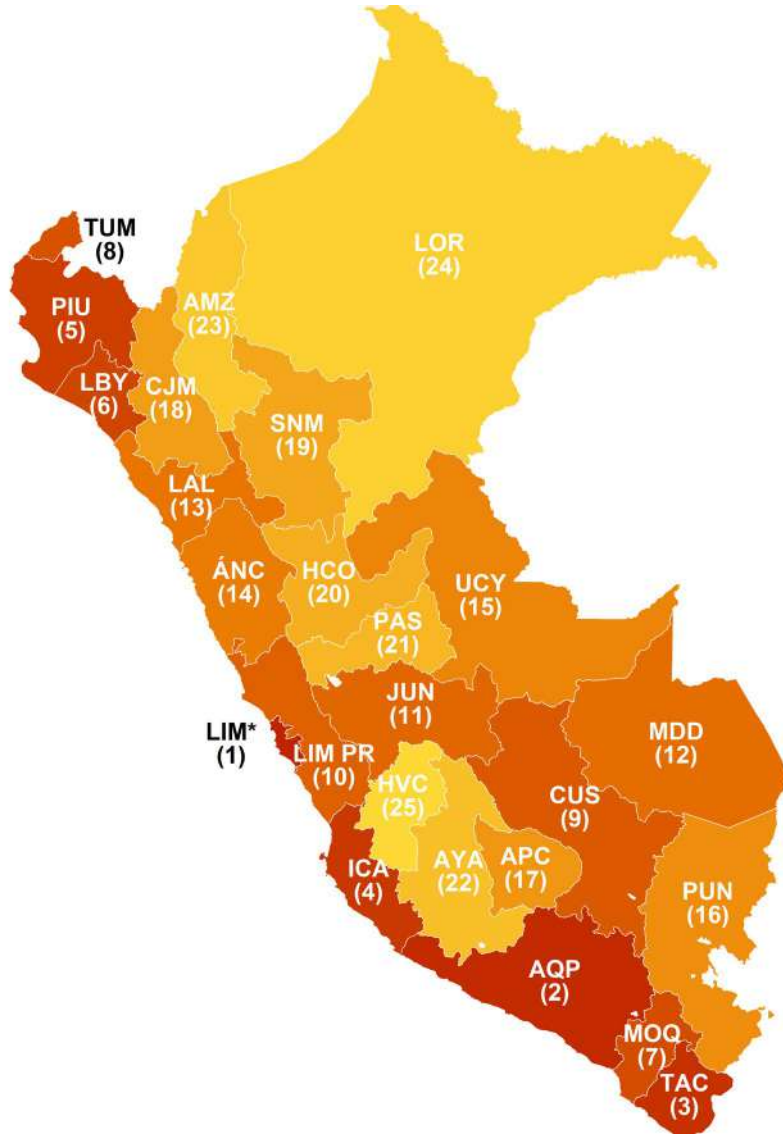 TUM
(8)
LOR
(24)
PIU
(5)
AMZ
(23)
LBY
(6)
CJM
(18)
SNM
(19)
LAL
(13)
ÁNC
(14)
HCO
(20)
UCY
(15)
PAS
(21)
JUN
(11)
LIM*
(1)
LIM PR
(10)
MDD
(12)
HVC
(25)
CUS
(9)
ICA
(4)
AYA
(22)
APC
(17)
PUN
(16)
AQP
(2)
MOQ
(7)
TAC
(3)